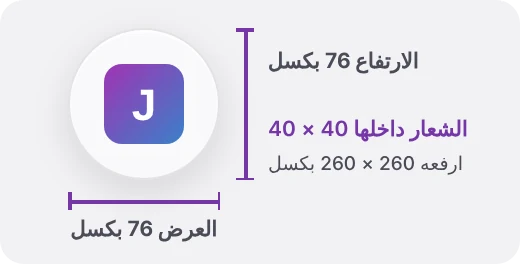 J
الارتفاع 76 بكسل
الشعار داخلها 40 × 40
ارفعه 260 × 260 بكسل
العرض 76 بكسل